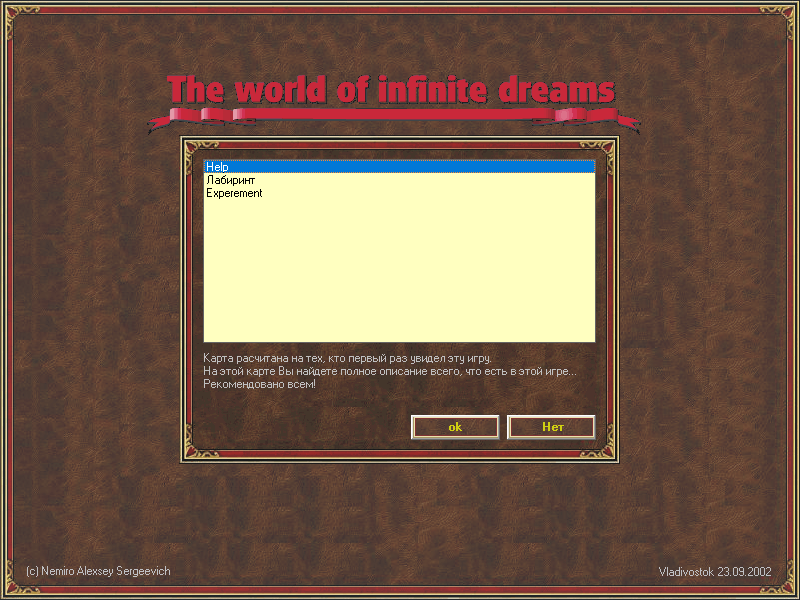 The world of infinite dreams
Help
Лабиринт
Experement
Карта расчитана на тех, кто первый раз увидел эту игру.
На этой карте Вы найдете полное описание всего, что есть в этой игре...
Рекомендовано всем!
ok
Нет
(c) Nemiro Alexsey Sergeevich
Vladivostok 23.09.2002